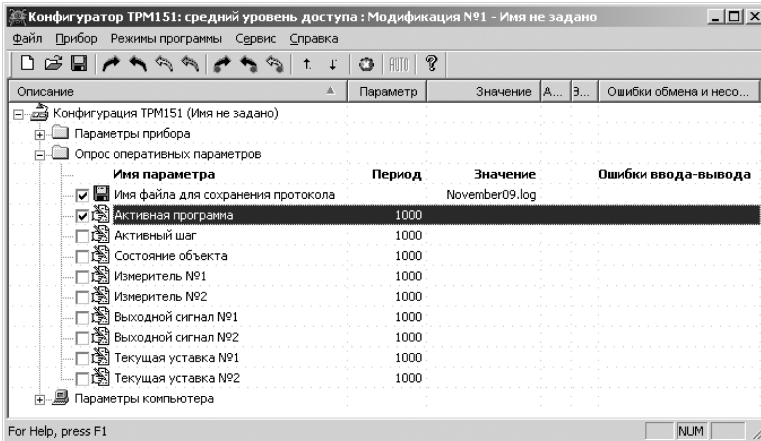 Конфигуратор ТРМ151: средний уровень доступа : Модификация №1 - Имя не задано
Файл Прибор Режимы программы Сервис Справка
AUTO
Описание Параметр Значение А... З... Ошибки обмена и несо...
Конфигурация ТРМ151 (Имя не задано)
Параметры прибора
Опрос оперативных параметров
Имя параметра Период Значение Ошибки ввода-вывода
Имя файла для сохранения протокола November09.log
Активная программа 1000
Активный шаг 1000
Состояние объекта 1000
Измеритель №1 1000
Измеритель №2 1000
Выходной сигнал №1 1000
Выходной сигнал №2 1000
Текущая уставка №1 1000
Текущая уставка №2 1000
Параметры компьютера
For Help, press F1 NUM